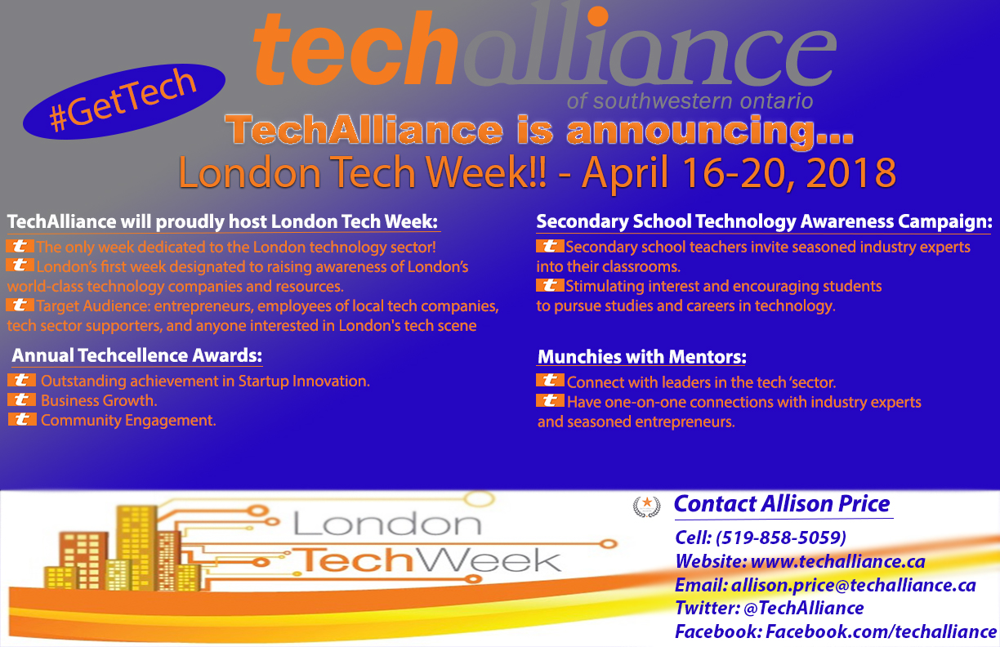 techalliance
of southwestern ontario
#GetTech
TechAlliance is announcing...
London Tech Week!! - April 16-20, 2018
TechAlliance will proudly host London Tech Week:
t The only week dedicated to the London technology sector!
t London's first week designated to raising awareness of London's
world-class technology companies and resources.
t Target Audience: entrepreneurs, employees of local tech companies,
tech sector supporters, and anyone interested in London's tech scene
Annual Techcellence Awards:
t Outstanding achievement in Startup Innovation.
t Business Growth.
t Community Engagement.
Secondary School Technology Awareness Campaign:
t Secondary school teachers invite seasoned industry experts
into their classrooms.
t Stimulating interest and encouraging students
to pursue studies and careers in technology.
Munchies with Mentors:
t Connect with leaders in the tech ‘sector.
t Have one-on-one connections with industry experts
and seasoned entrepreneurs.
London
TechWeek
Contact Allison Price
Cell: (519-858-5059)
Website: www.techalliance.ca
Email: allison.price@techalliance.ca
Twitter: @TechAlliance
Facebook: Facebook.com/techalliance